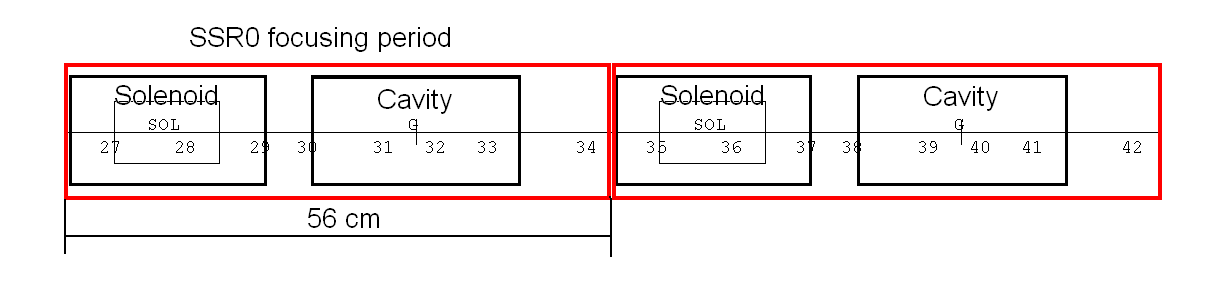 SSR0 focusing period
Solenoid Cavity Solenoid Cavity
SOL G SOL G
27 28 29 30 31 32 33 34 35 36 37 38 39 40 41 42
56 cm